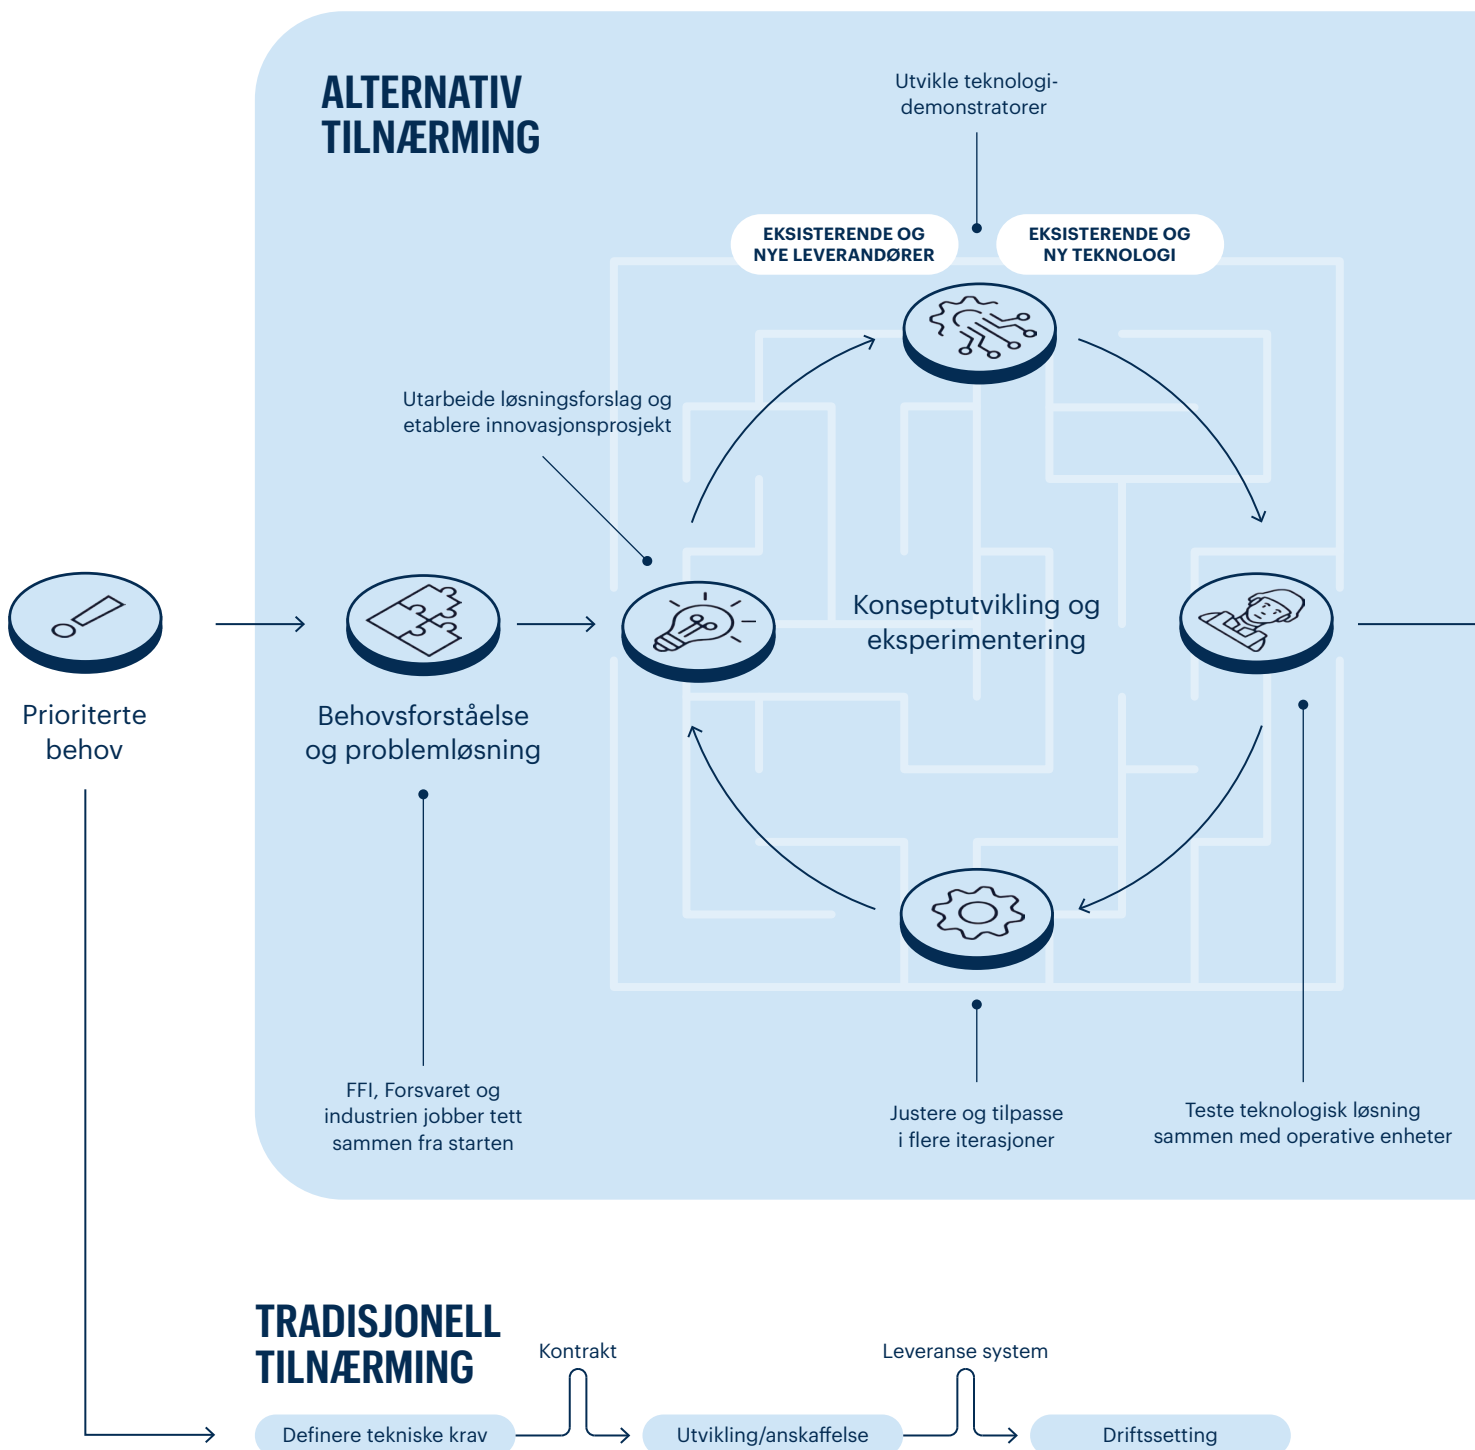 ALTERNATIV
TILNÆRMING
Utvikle teknologi-
demonstratorer
EKSISTERENDE OG
NYE LEVERANDØRER
EKSISTERENDE OG
NY TEKNOLOGI
Utarbeide løsningsforslag og
etablere innovasjonsprosjekt
Konseptutvikling og
eksperimentering
Prioriterte
behov
Behovsforståelse
og problemløsning
FFI, Forsvaret og
industrien jobber tett
sammen fra starten
Justere og tilpasse
i flere iterasjoner
Teste teknologisk løsning
sammen med operative enheter
TRADISJONELL
TILNÆRMING
Kontrakt
Leveranse system
Definere tekniske krav
Utvikling/anskaffelse
Driftssetting